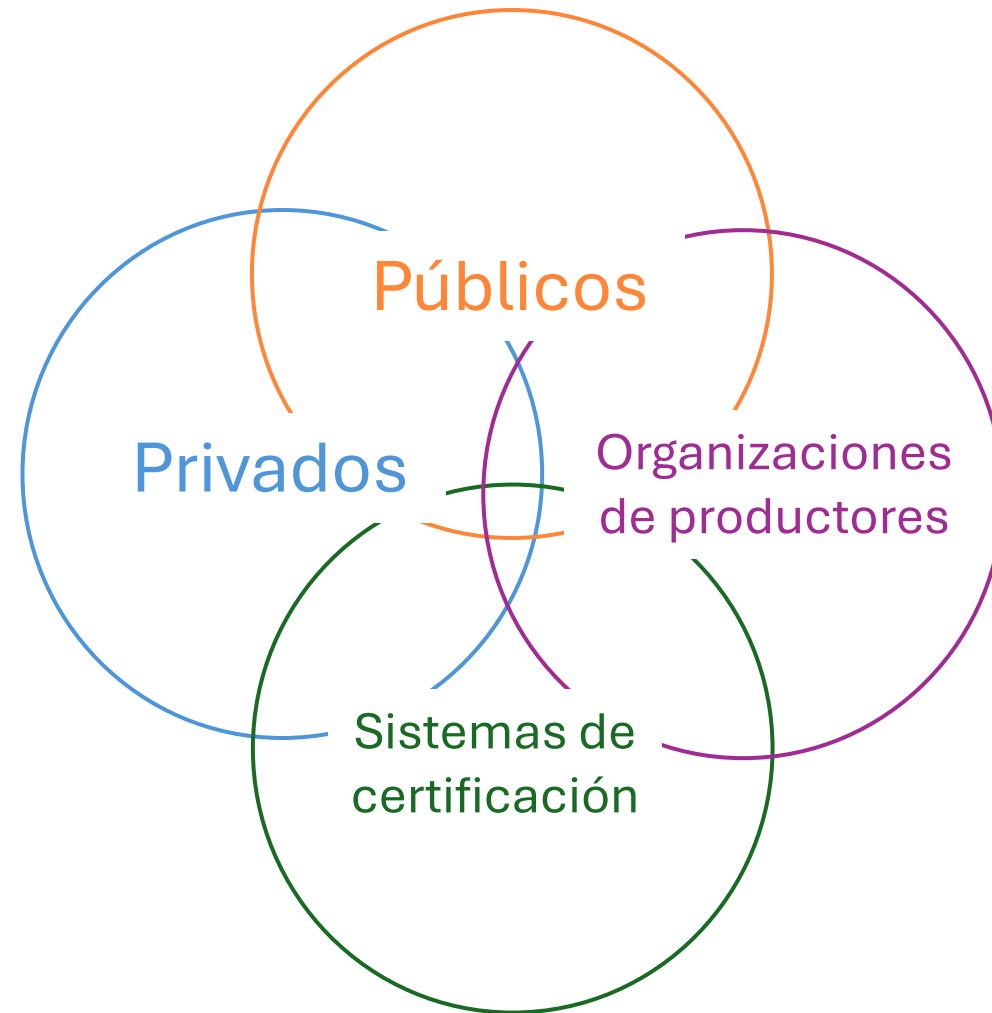 Públicos
Privados
Organizaciones
de productores
Sistemas de
certificación